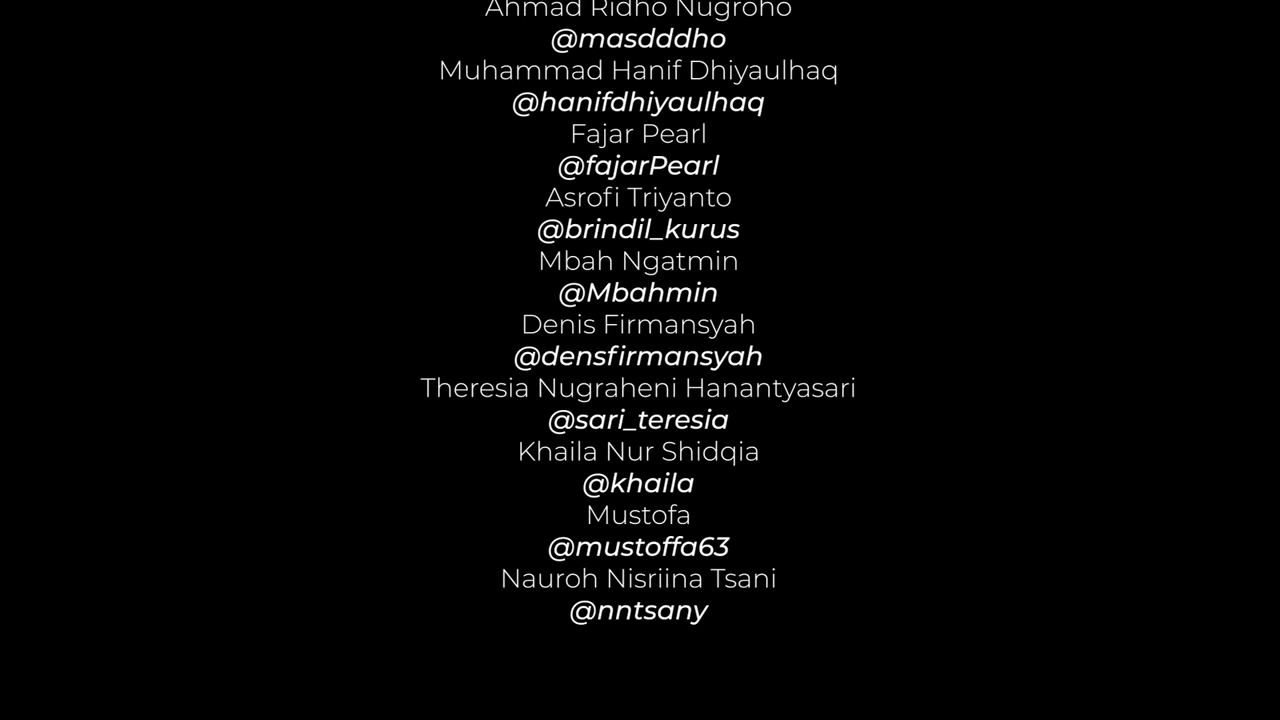 Ahmad Ridho Nugroho
@masdddho
Muhammad Hanif Dhiyaulhaq
@hanifdhiyaulhaq
Fajar Pearl
@fajarPearl
Asrofi Triyanto
@brindil_kurus
Mbah Ngatmin
@Mbahmin
Denis Firmansyah
@densfirmansyah
Theresia Nugraheni Hanantyasari
@sari_teresia
Khaila Nur Shidqia
@khaila
Mustofa
@mustoffa63
Nauroh Nisriina Tsani
@nntsany